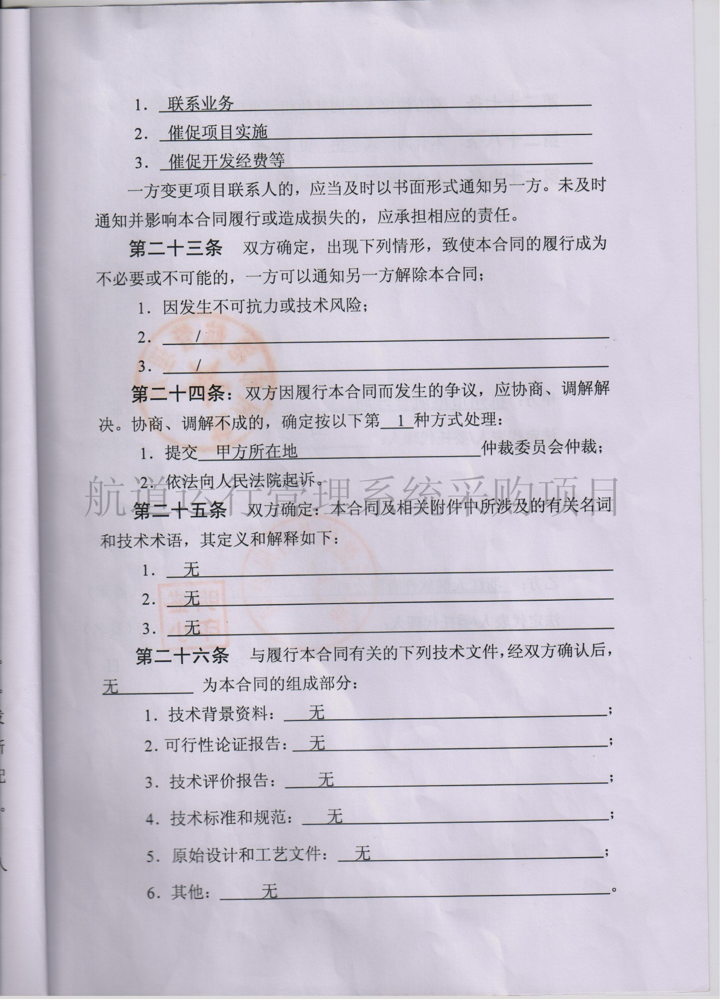 1. 联系业务
2. 催促项目实施
3. 催促开发经费等
一方变更项目联系人的，应当及时以书面形式通知另一方。未及时
通知并影响本合同履行或造成损失的，应承担相应的责任。
第二十三条 双方确定，出现下列情形，致使本合同的履行成为
不必要或不可能的，一方可以通知另一方解除本合同；
1. 因发生不可抗力或技术风险；
2. /
3. /
第二十四条：双方因履行本合同而发生的争议，应协商、调解解
决。协商、调解不成的，确定按以下第 1 种方式处理：
1. 提交 甲方所在地 仲裁委员会仲裁；
2. 依法向人民法院起诉。
航道运行管理系统采购项目
第二十五条 双方确定：本合同及相关附件中所涉及的有关名词
和技术术语，其定义和解释如下：
1. 无
2. 无
3. 无
第二十六条 与履行本合同有关的下列技术文件，经双方确认后，
无 为本合同的组成部分：
1. 技术背景资料： 无 ；
2. 可行性论证报告： 无 ；
3. 技术评价报告： 无 ；
4. 技术标准和规范： 无 ；
5. 原始设计和工艺文件： 无 ；
6. 其他： 无 。